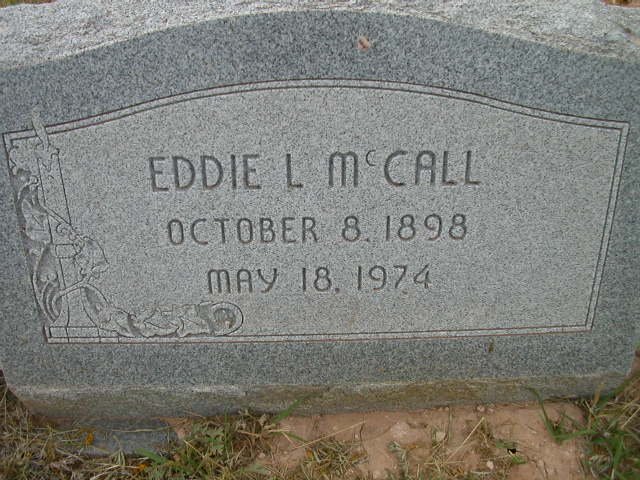 EDDIE L McCALL
OCTOBER 8, 1898
MAY 18, 1974